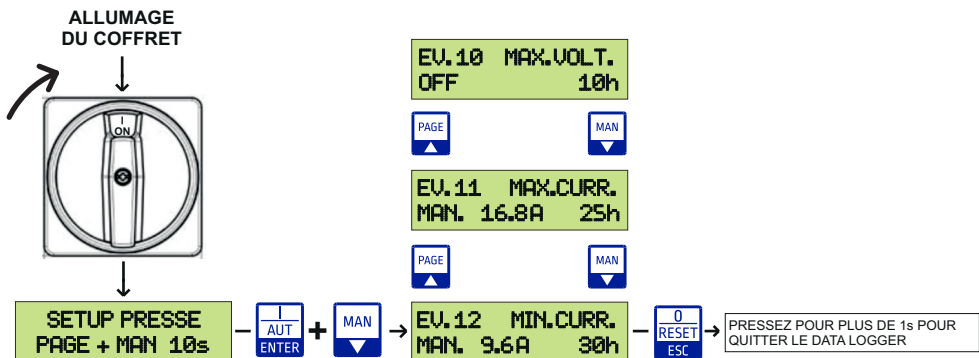 ALLUMAGE
DU COFFRET
I
ON
SETUP PRESSE
PAGE + MAN 10s
I
AUT
ENTER
+
MAN
EV.10 MAX.VOLT.
OFF 10h
PAGE
MAN
EV.11 MAX.CURR.
MAN. 16.8A 25h
PAGE
MAN
EV.12 MIN.CURR.
MAN. 9.6A 30h
0
RESET
ESC
PRESSEZ POUR PLUS DE 1s POUR
QUITTER LE DATA LOGGER